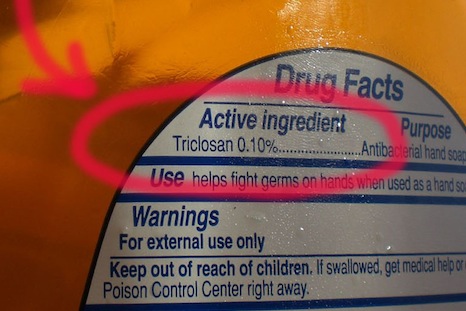 Drug Facts
Active ingredient Purpose
Triclosan 0.10%..........................Antibacterial hand soap
Use helps fight germs on hands when used as a hand
Warnings
For external use only
Keep out of reach of children. If swallowed, get medical help or
Poison Control Center right away.